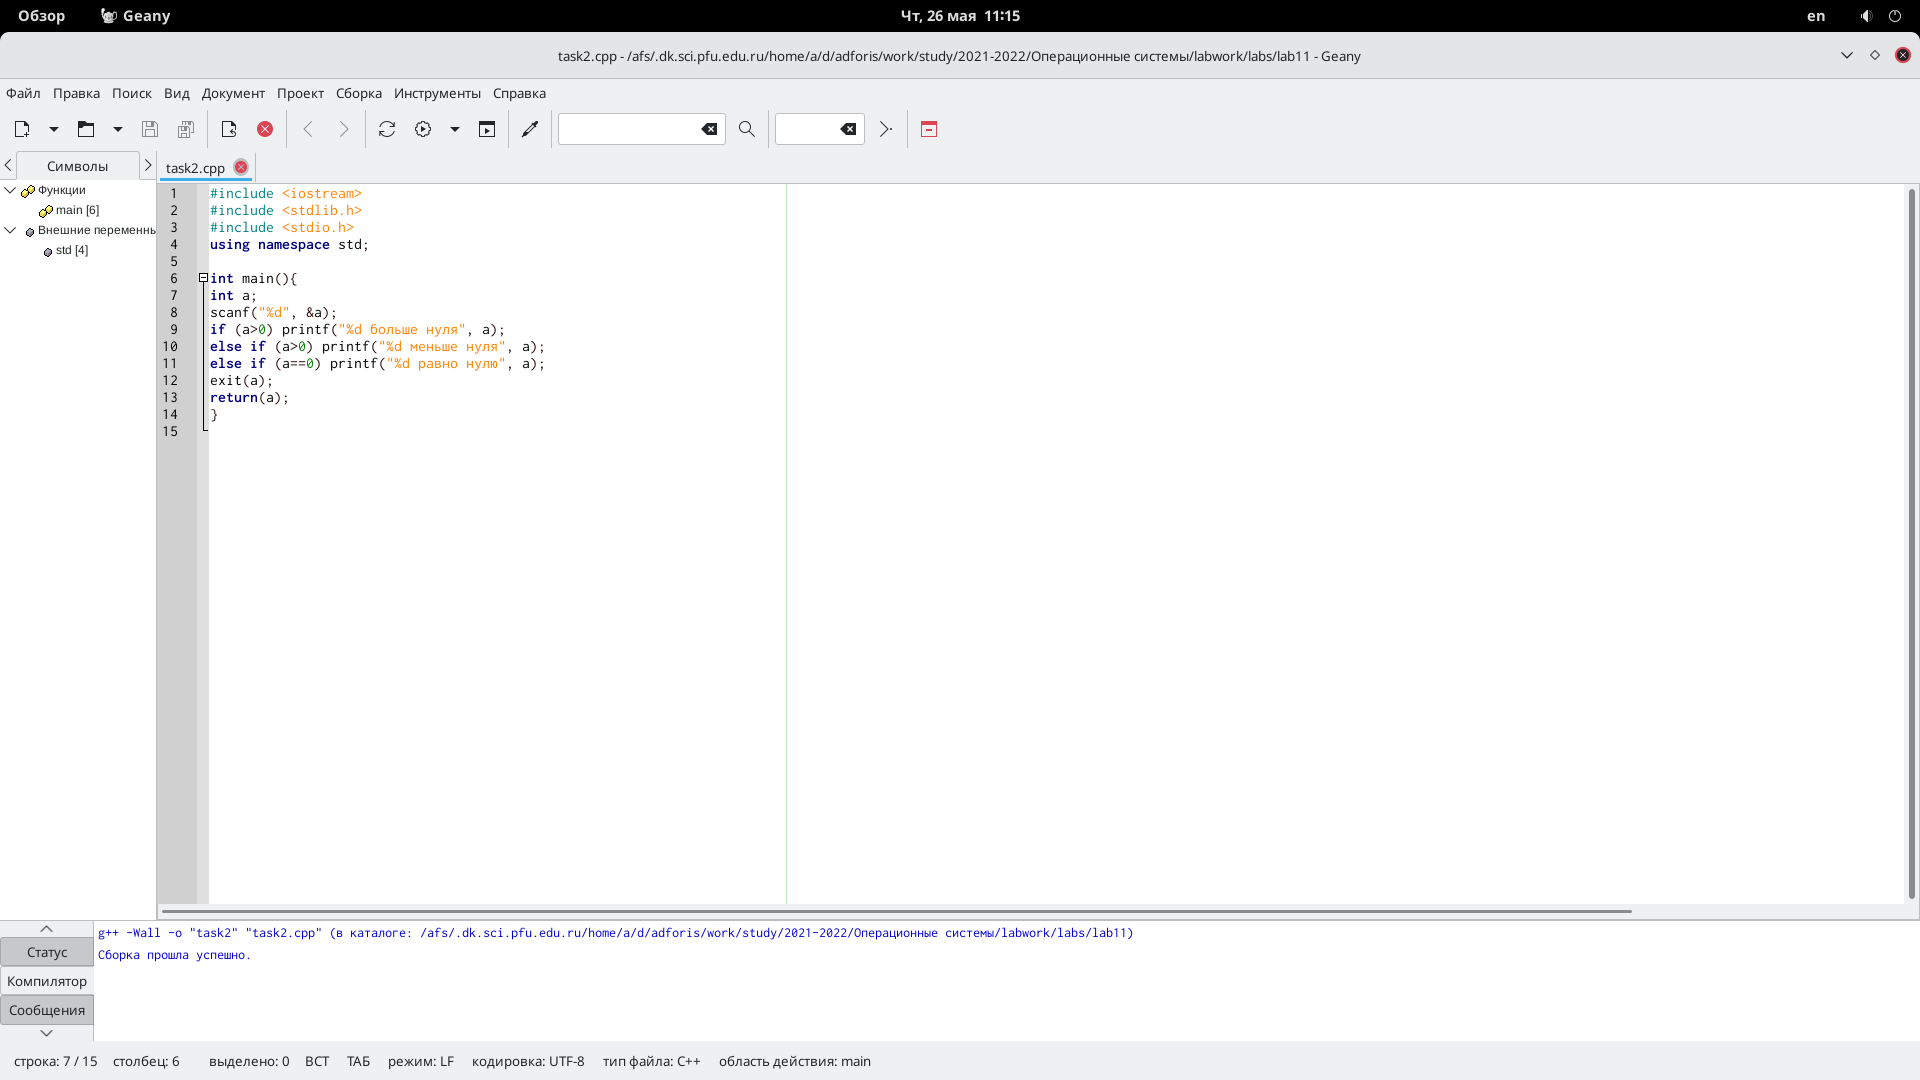 Обзор Geany Чт, 26 мая 11:15 en
task2.cpp - /afs/.dk.sci.pfu.edu.ru/home/a/d/adforis/work/study/2021-2022/Операционные системы/labwork/labs/lab11 - Geany
Файл Правка Поиск Вид Документ Проект Сборка Инструменты Справка
Символы
task2.cpp
Функции
main [6]
Внешние переменнь
std [4]
1 #include <iostream>
2 #include <stdlib.h>
3 #include <stdio.h>
4 using namespace std;
5
6 int main(){
7 int a;
8 scanf("%d", &a);
9 if (a>0) printf("%d больше нуля", a);
10 else if (a>0) printf("%d меньше нуля", a);
11 else if (a==0) printf("%d равно нулю", a);
12 exit(a);
13 return(a);
14 }
15
Статус
Компилятор
Сообщения
g++ -Wall -o "task2" "task2.cpp" (в каталоге: /afs/.dk.sci.pfu.edu.ru/home/a/d/adforis/work/study/2021-2022/Операционные системы/labwork/labs/lab11)
Сборка прошла успешно.
строка: 7 / 15 столбец: 6 выделено: 0 ВСТ ТАБ режим: LF кодировка: UTF-8 тип файла: C++ область действия: main